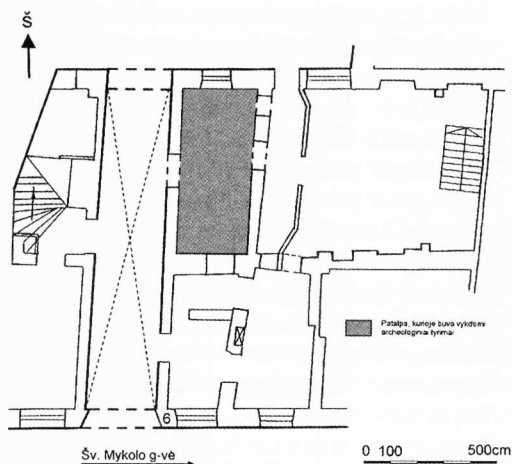 Š
Patalpa, kurioje buvo vykdomi
archeologiniai tyrimai
6
Šv. Mykolo g-vė
0 100 500cm